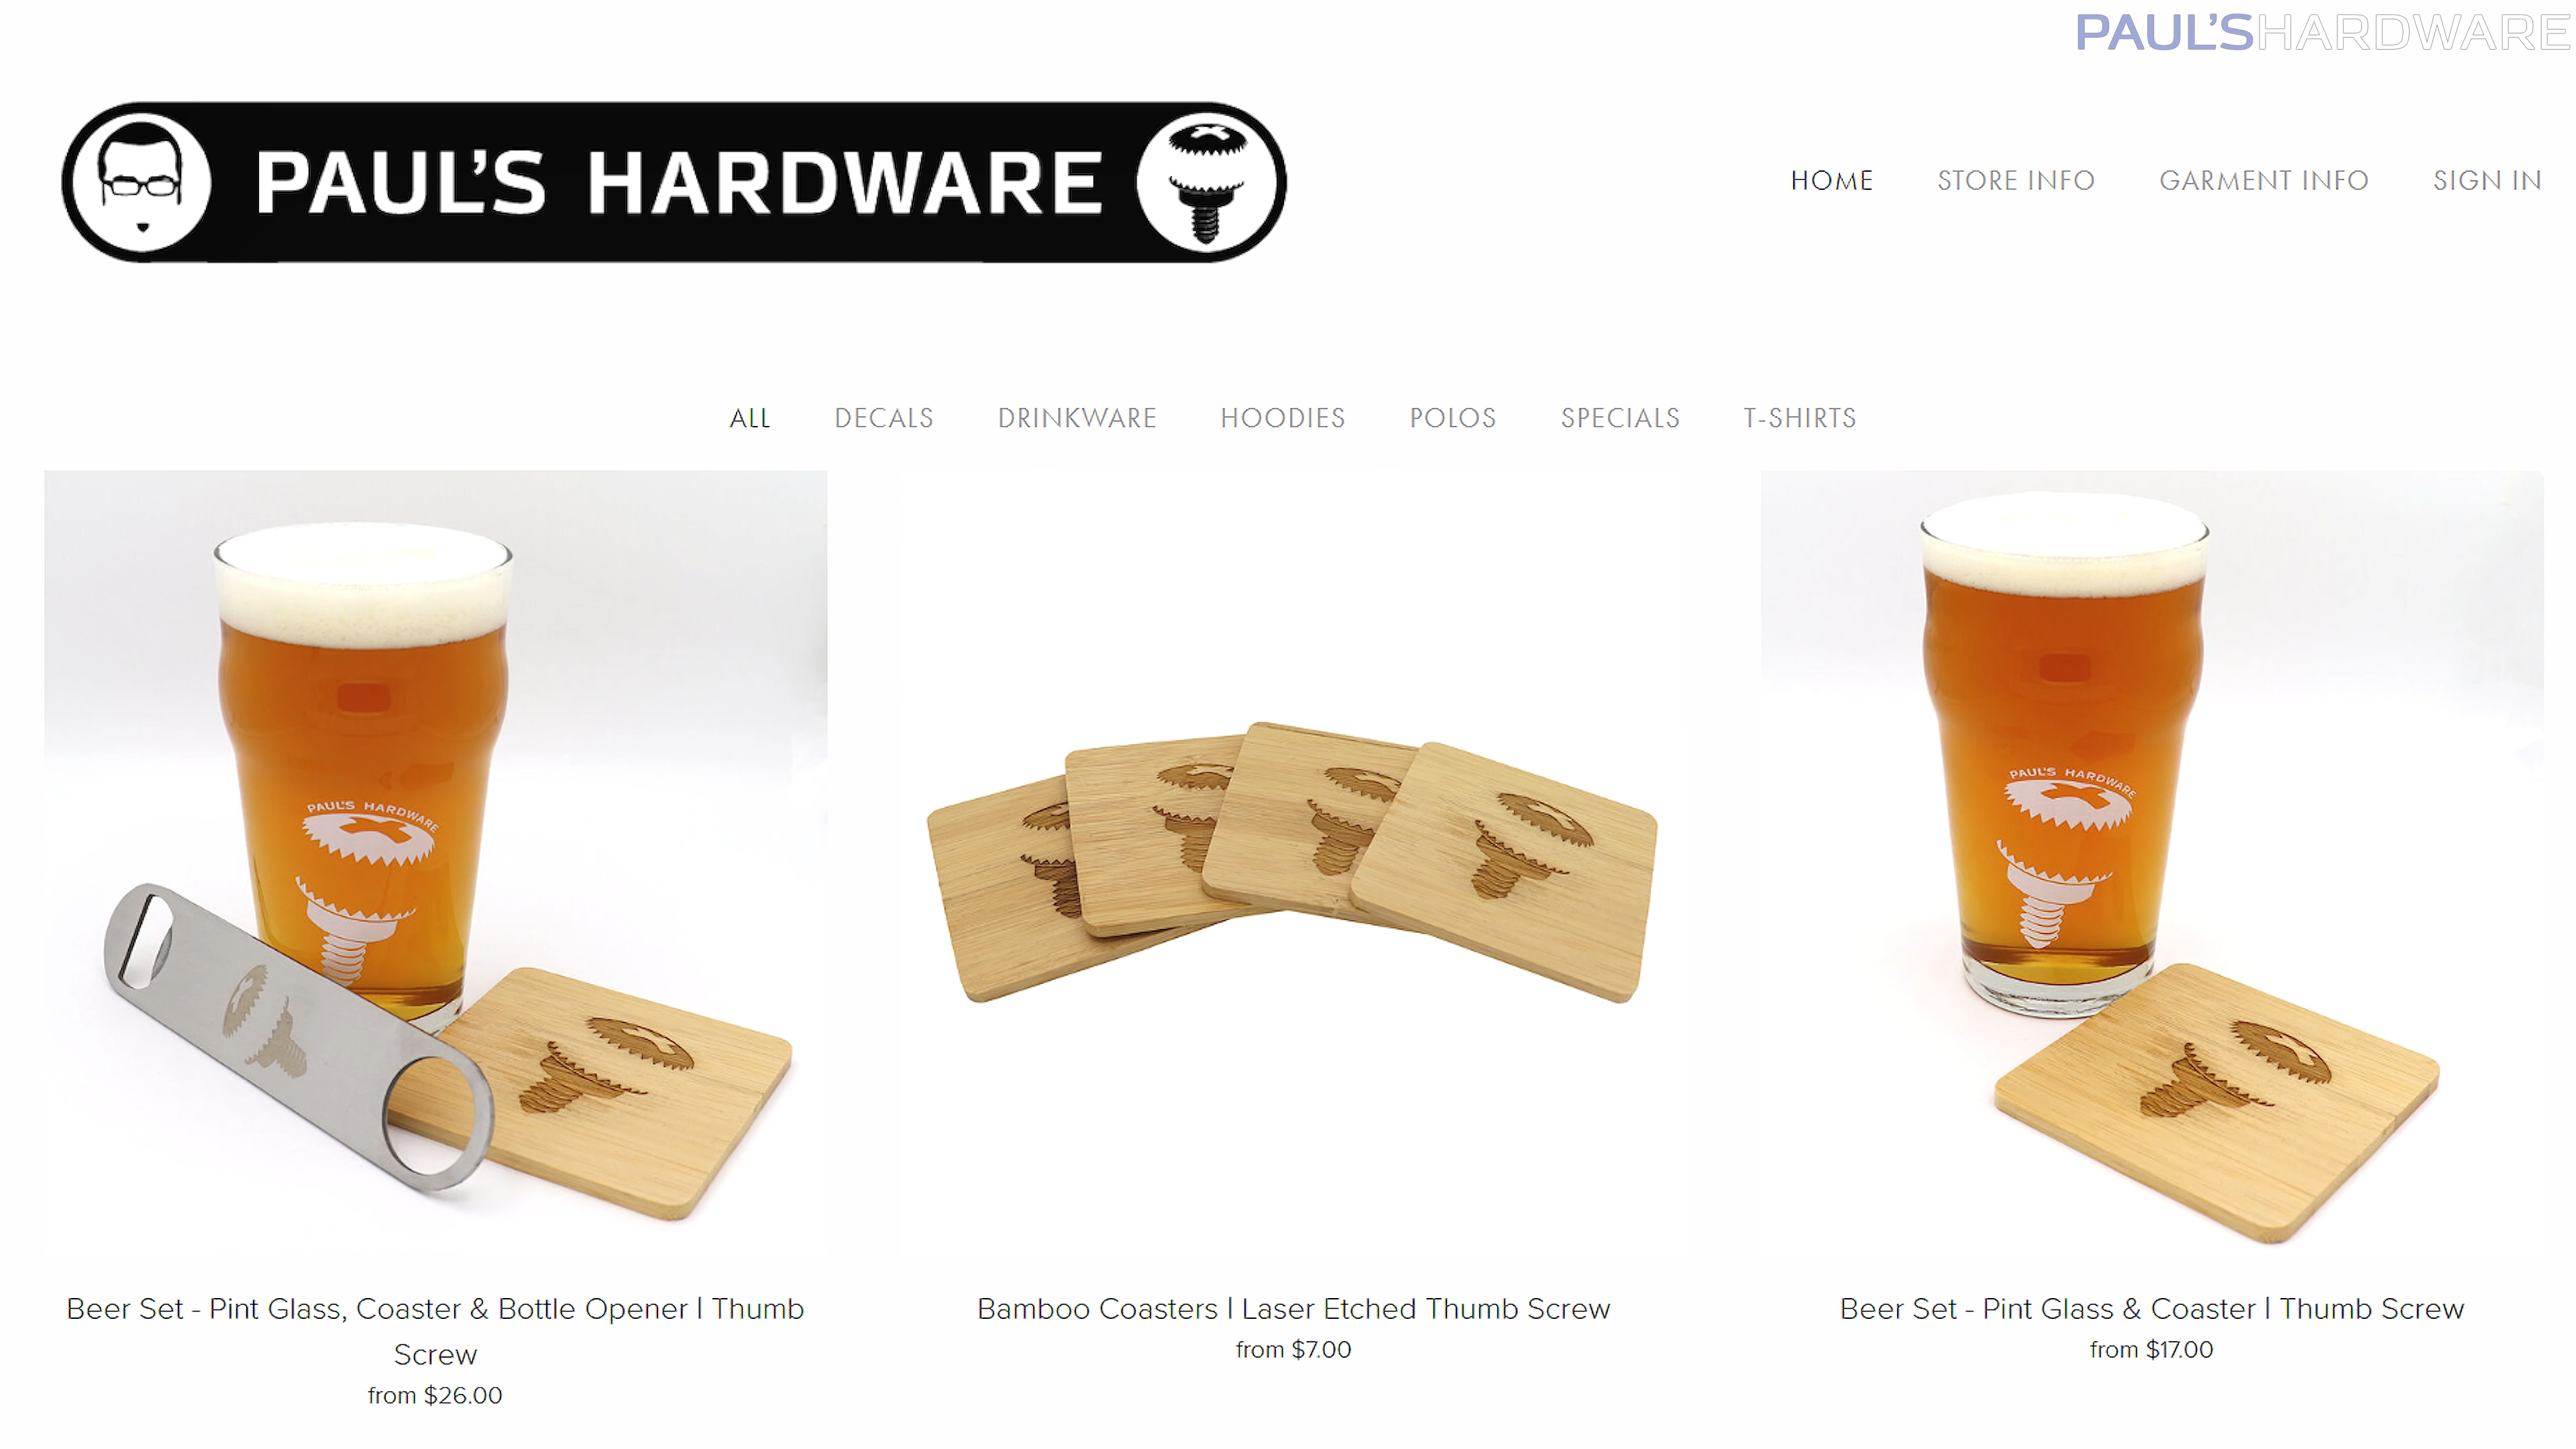 PAUL'SHARDWARE
PAUL'S HARDWARE
HOME STORE INFO GARMENT INFO SIGN IN
ALL DECALS DRINKWARE HOODIES POLOS SPECIALS T-SHIRTS
PAUL'S HARDWARE
PAUL'S HARDWARE
Beer Set - Pint Glass, Coaster & Bottle Opener | Thumb
Screw
from $26.00
Bamboo Coasters | Laser Etched Thumb Screw
from $7.00
Beer Set - Pint Glass & Coaster | Thumb Screw
from $17.00